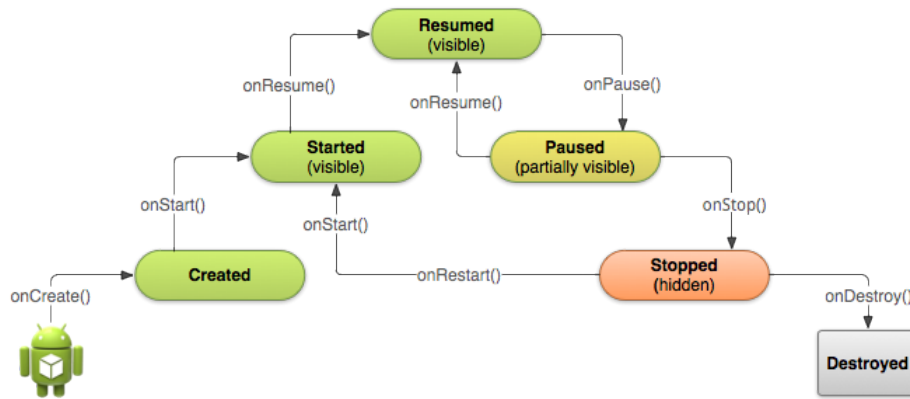 Resumed
(visible)
onResume()
onResume()
onPause()
Started
(visible)
Paused
(partially visible)
onStart()
onStart()
onStop()
Created
onRestart()
Stopped
(hidden)
onCreate()
onDestroy()
Destroyed